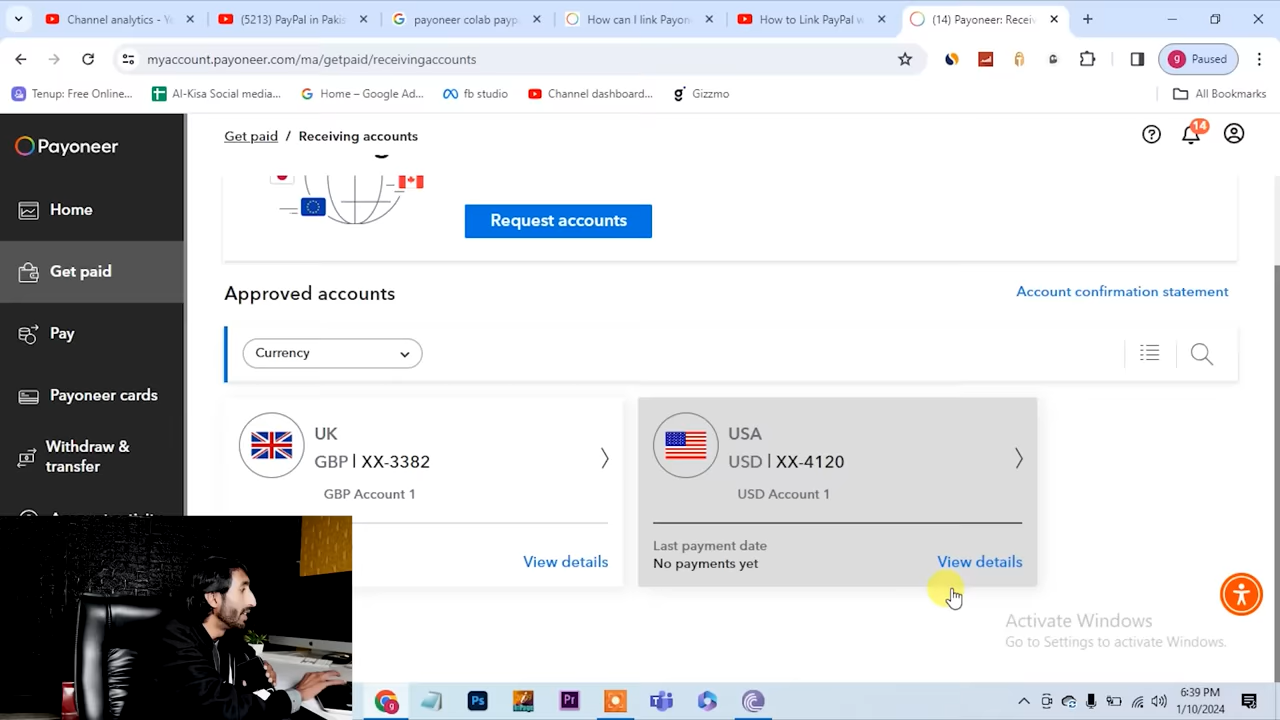 Channel analytics - Y
(5213) PayPal in Pakis
payoneer colab payp
How can I link Payon
How to Link PayPal w
(14) Payoneer: Receiv
myaccount.payoneer.com/ma/getpaid/receivingaccounts
g Paused
Tenup: Free Online...
Al-Kisa Social media...
Home – Google Ad...
fb studio
Channel dashboard...
Gizzmo
All Bookmarks
Payoneer
Get paid / Receiving accounts
14
Home
Request accounts
Get paid
Approved accounts
Account confirmation statement
Pay
Currency
Payoneer cards
UK
GBP | XX-3382
GBP Account 1
View details
USA
USD | XX-4120
USD Account 1
Last payment date
No payments yet
View details
Withdraw &
transfer
Activate Windows
Go to Settings to activate Windows.
Ps
Pr
6:39 PM
1/10/2024